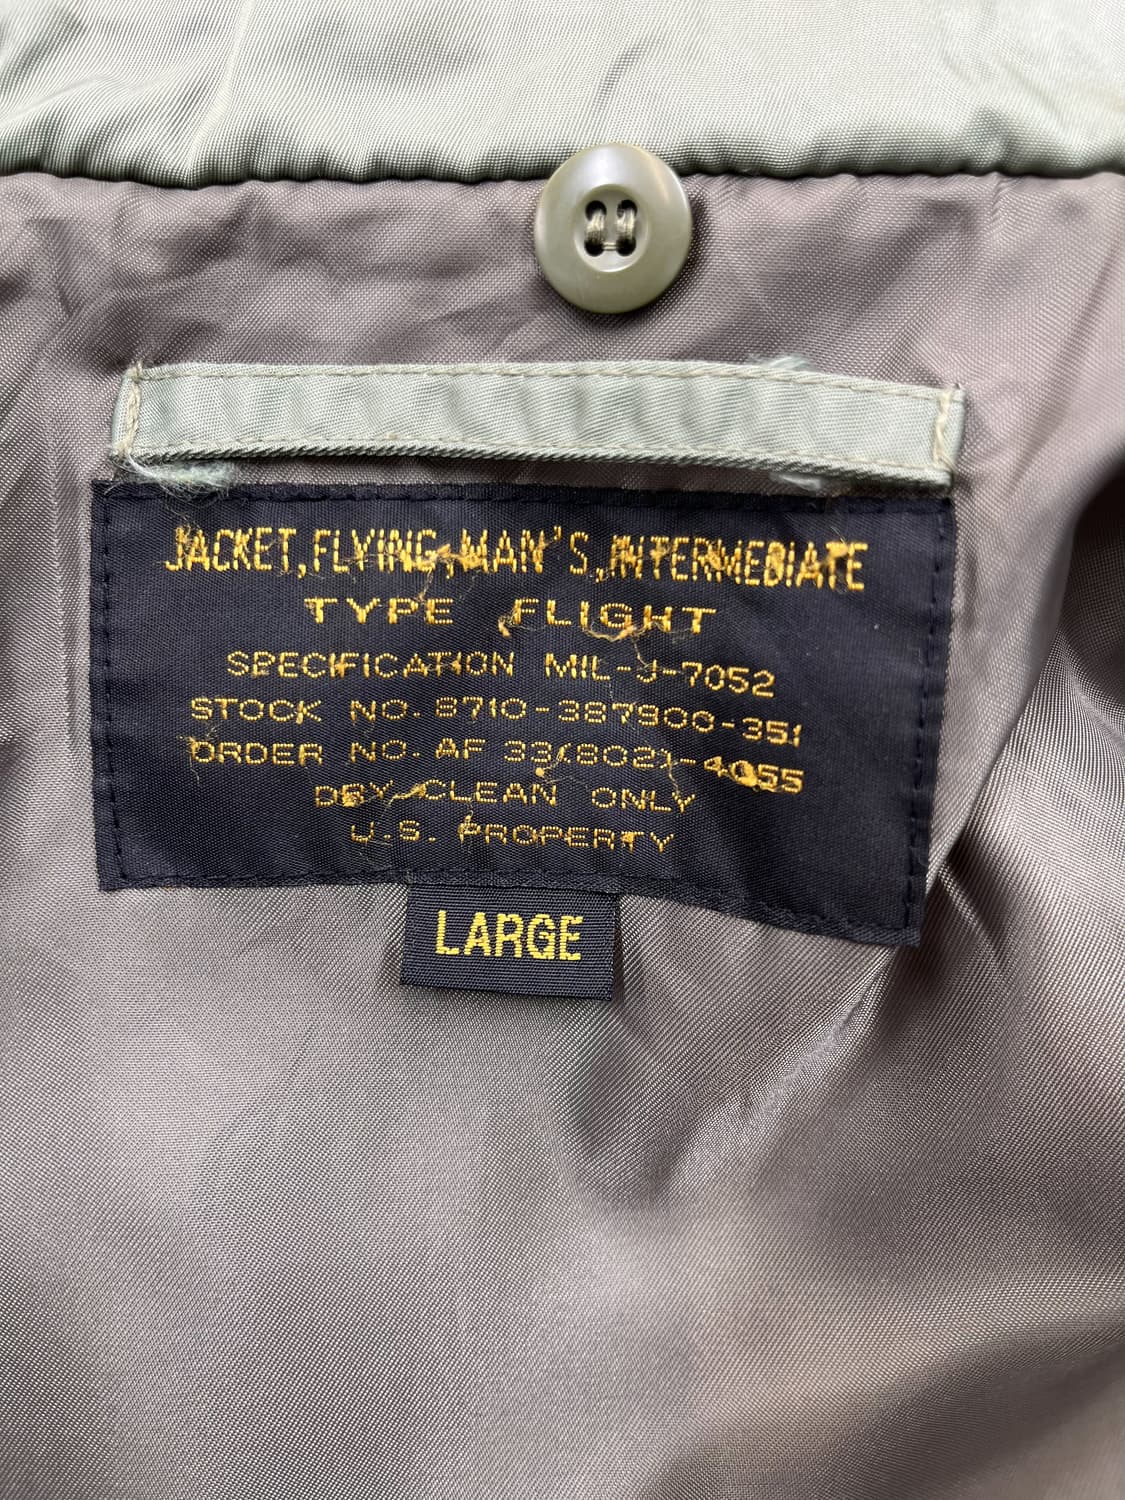 JACKET, FLYING, MAN'S, INTERMEDIATE
TYPE FLIGHT
SPECIFICATION MIL-J-7052
STOCK NO. 8710-387900-351
ORDER NO. AF 33(802)-4055
DRY CLEAN ONLY
U.S. PROPERTY
LARGE